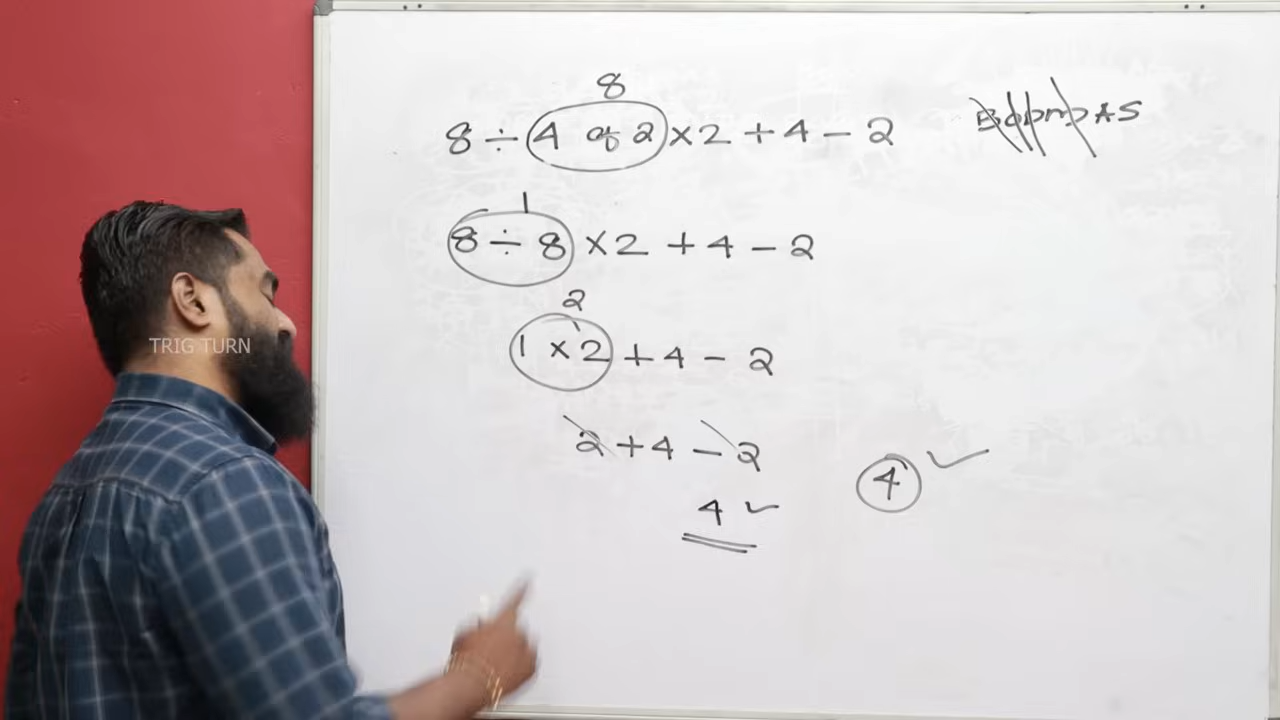 8
8 ÷ 4 of 2 × 2 + 4 - 2
BODMAS
1
8 ÷ 8 × 2 + 4 - 2
2
1 × 2 + 4 - 2
2 + 4 - 2
4 ✓
4 ✓
TRIG TURN